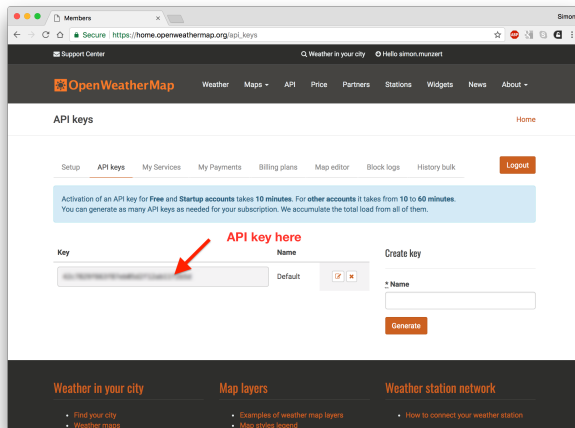 Members
Simon
Secure https://home.openweathermap.org/api_keys
Support Center Weather in your city Hello simon.munzert
OpenWeatherMap Weather Maps API Price Partners Stations Widgets News About
API keys Home
Setup API keys My Services My Payments Billing plans Map editor Block logs History bulk Logout
Activation of an API key for Free and Startup accounts takes 10 minutes. For other accounts it takes from 10 to 60 minutes.
You can generate as many API keys as needed for your subscription. We accumulate the total load from all of them.
API key here
Key Name Create key
Default
* Name
Generate
Weather in your city Map layers Weather station network
Find your city Examples of weather map layers How to connect your weather station
Weather maps Map styles legend